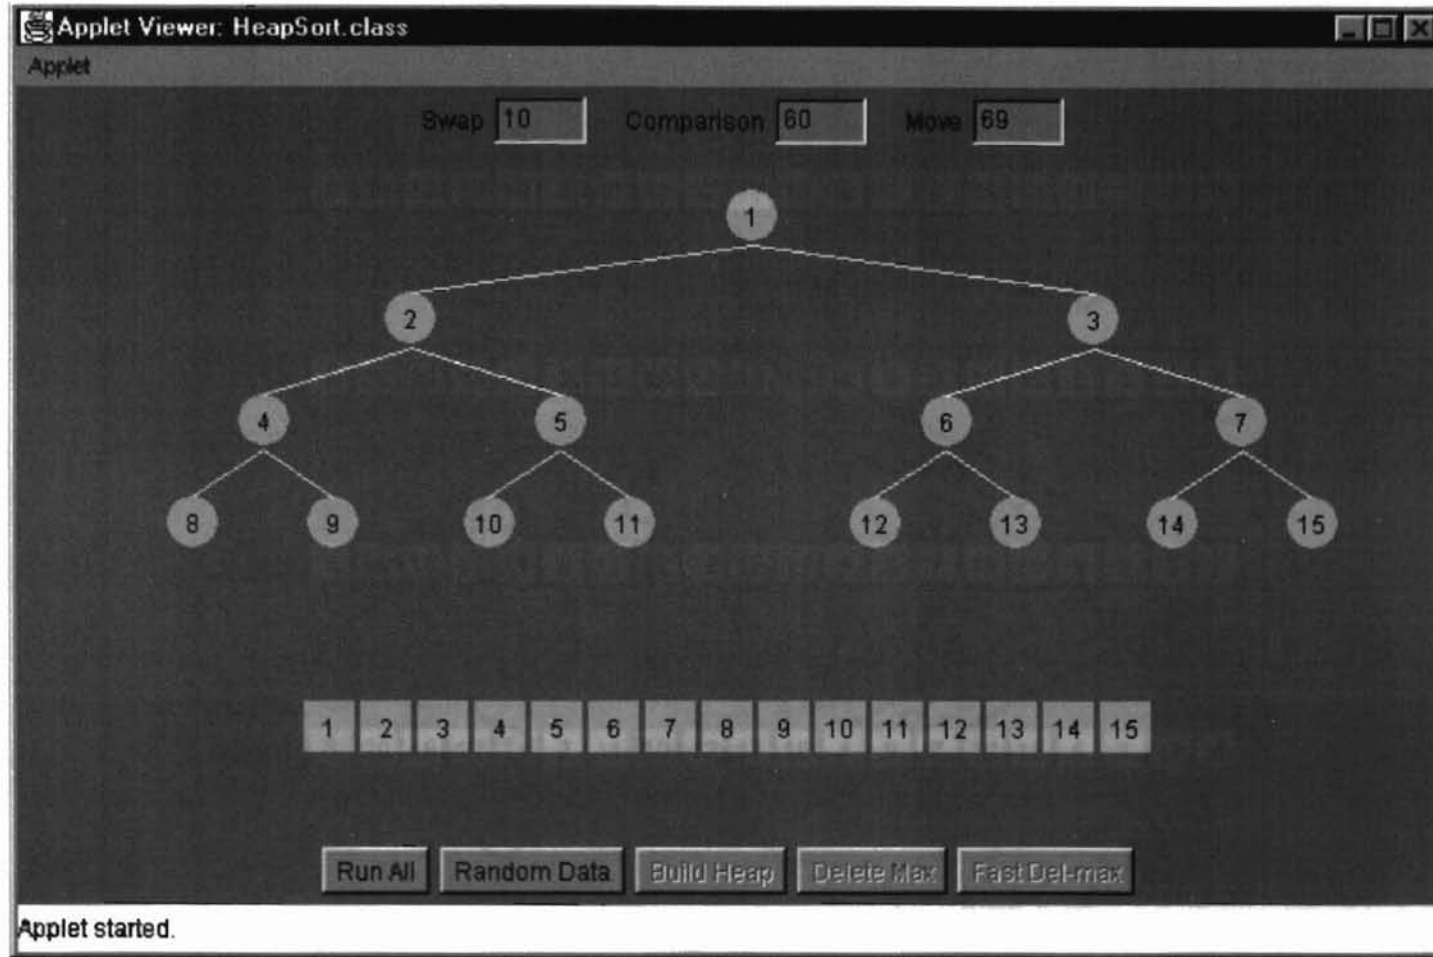 Applet Viewer: HeapSort.class
Applet
Swap 10 Comparison 60 Move 69
1
2 3
4 5 6 7
8 9 10 11 12 13 14 15
1 2 3 4 5 6 7 8 9 10 11 12 13 14 15
Run All Random Data Build Heap Delete Max Fast Del-max
Applet started.